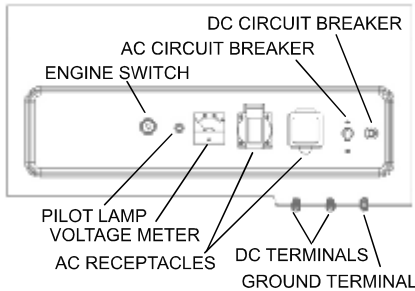 DC CIRCUIT BREAKER
AC CIRCUIT BREAKER
ENGINE SWITCH
PILOT LAMP
VOLTAGE METER
AC RECEPTACLES
DC TERMINALS
GROUND TERMINAL